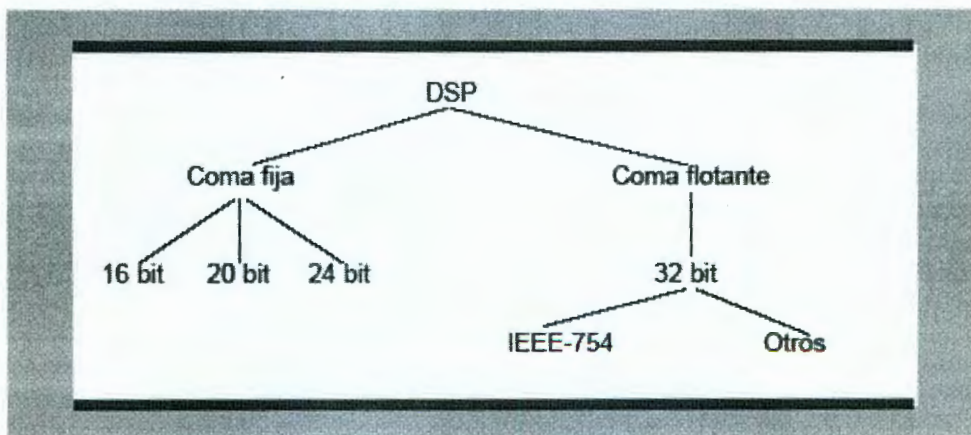 DSP
Coma fija Coma flotante
16 bit 20 bit 24 bit 32 bit
IEEE-754 Otros